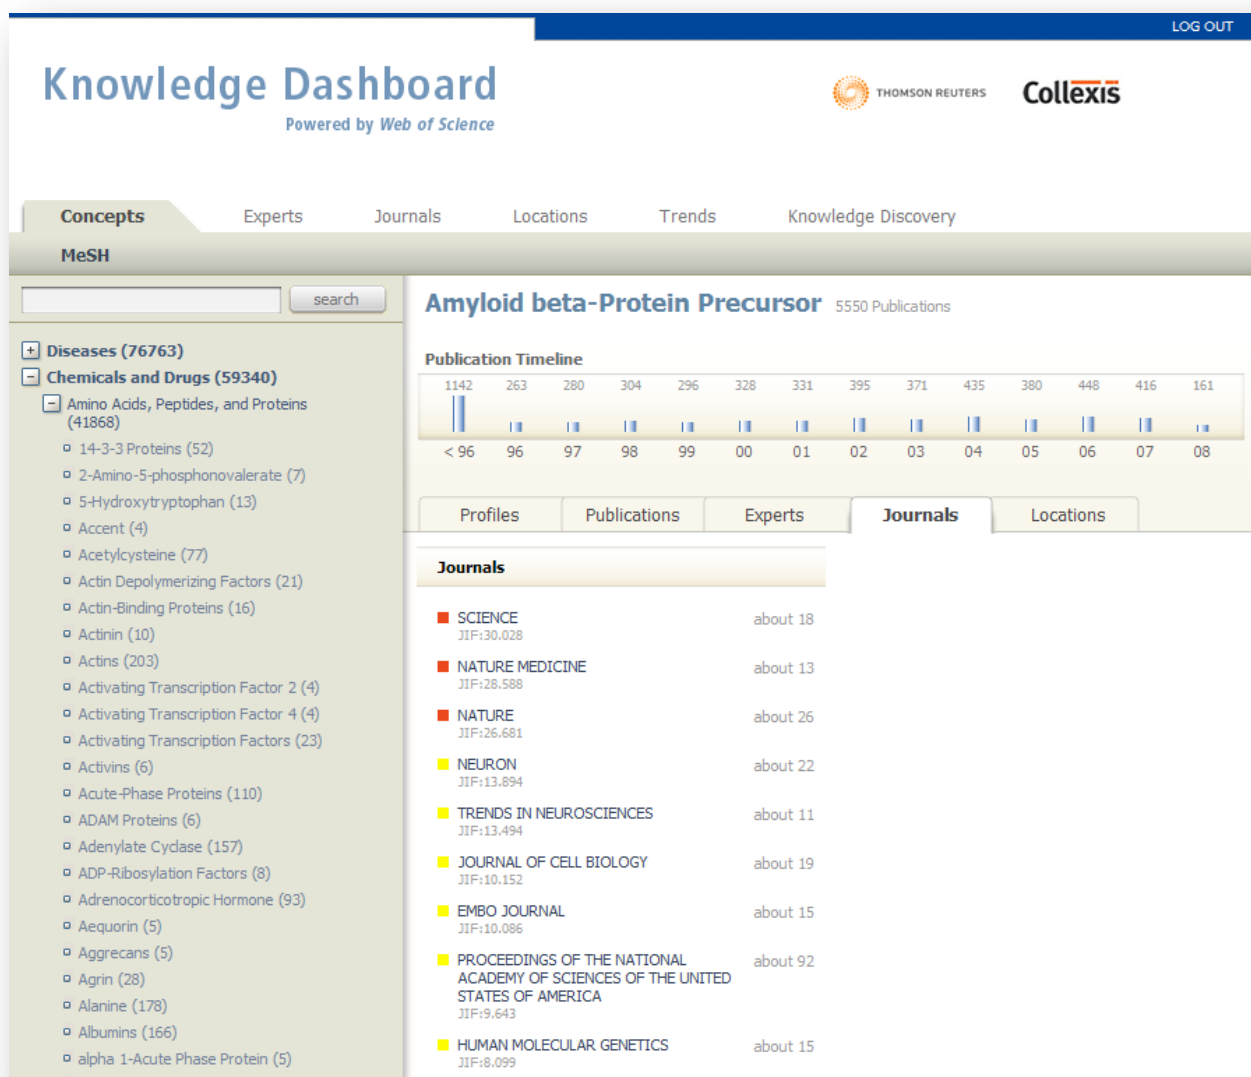 LOG OUT
Knowledge Dashboard
Powered by Web of Science
THOMSON REUTERS
Collexis
Concepts Experts Journals Locations Trends Knowledge Discovery
MeSH
search
Diseases (76763)
Chemicals and Drugs (59340)
Amino Acids, Peptides, and Proteins
(41868)
14-3-3 Proteins (52)
2-Amino-5-phosphonovalerate (7)
5-Hydroxytryptophan (13)
Accent (4)
Acetylcysteine (77)
Actin Depolymerizing Factors (21)
Actin-Binding Proteins (16)
Actinin (10)
Actins (203)
Activating Transcription Factor 2 (4)
Activating Transcription Factor 4 (4)
Activating Transcription Factors (23)
Activins (6)
Acute-Phase Proteins (110)
ADAM Proteins (6)
Adenylate Cyclase (157)
ADP-Ribosylation Factors (8)
Adrenocorticotropic Hormone (93)
Aequorin (5)
Aggrecans (5)
Agrin (28)
Alanine (178)
Albumins (166)
alpha 1-Acute Phase Protein (5)
Amyloid beta-Protein Precursor 5550 Publications
Publication Timeline
1142 263 280 304 296 328 331 395 371 435 380 448 416 161
< 96 96 97 98 99 00 01 02 03 04 05 06 07 08
Profiles Publications Experts Journals Locations
Journals
SCIENCE about 18
JIF:30.028
NATURE MEDICINE about 13
JIF:28.588
NATURE about 26
JIF:26.681
NEURON about 22
JIF:13.894
TRENDS IN NEUROSCIENCES about 11
JIF:13.494
JOURNAL OF CELL BIOLOGY about 19
JIF:10.152
EMBO JOURNAL about 15
JIF:10.086
PROCEEDINGS OF THE NATIONAL about 92
ACADEMY OF SCIENCES OF THE UNITED
STATES OF AMERICA
JIF:9.643
HUMAN MOLECULAR GENETICS about 15
JIF:8.099